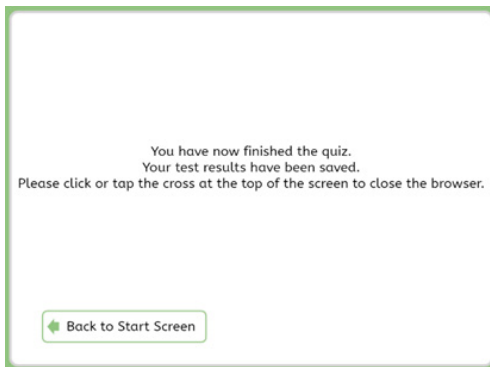 You have now finished the quiz.
Your test results have been saved.
Please click or tap the cross at the top of the screen to close the browser.
Back to Start Screen